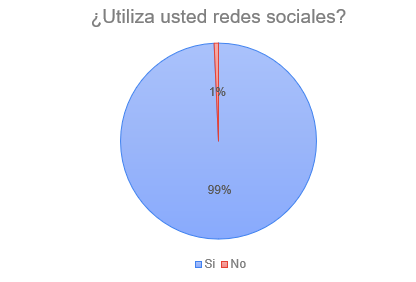 ¿Utiliza usted redes sociales?
1%
99%
Si No